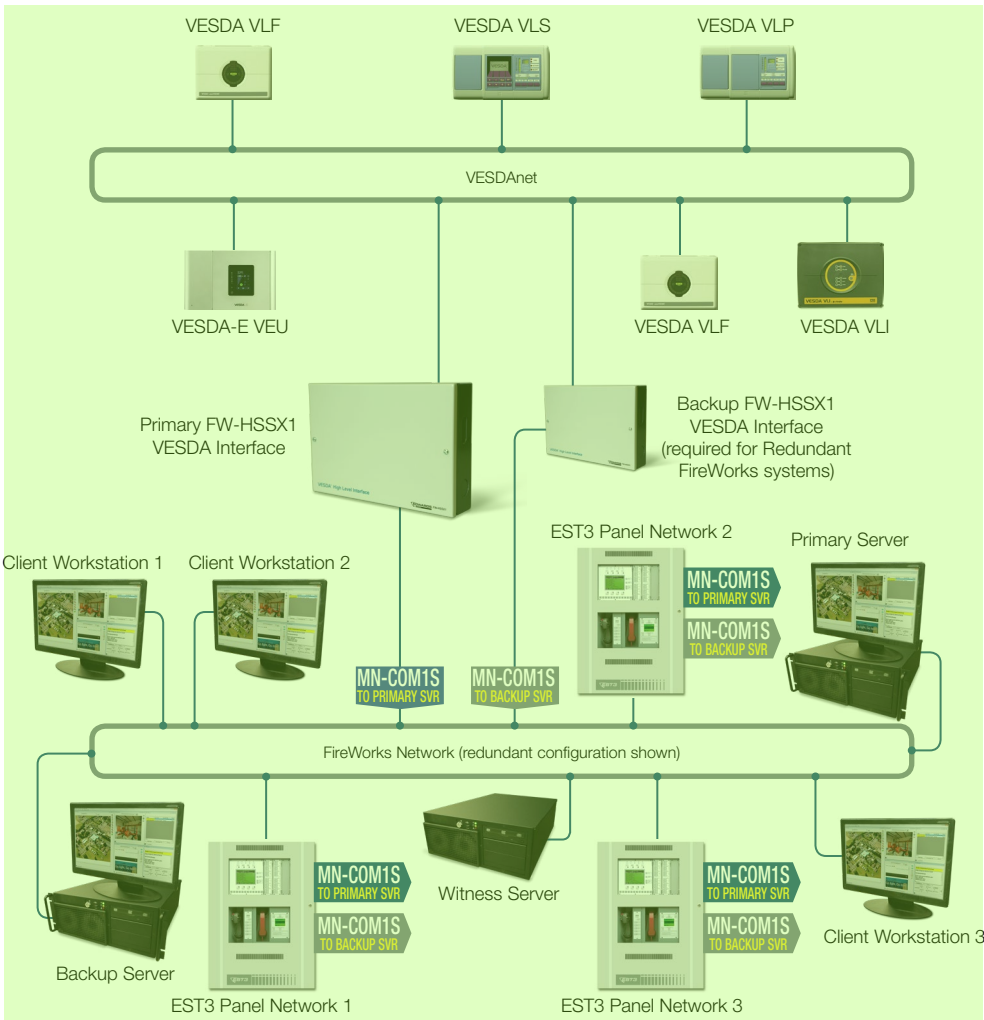 VESDA VLF
VESDA VLS
VESDA VLP
VESDAnet
VESDA-E VEU
VESDA VLF
VESDA VLI
Primary FW-HSSX1
VESDA Interface
Backup FW-HSSX1
VESDA Interface
(required for Redundant
FireWorks systems)
VESDA High Level Interface
EST3 Panel Network 2
Primary Server
Client Workstation 1
Client Workstation 2
MN-COM1S
TO PRIMARY SVR
MN-COM1S
TO BACKUP SVR
MN-COM1S
TO PRIMARY SVR
MN-COM1S
TO BACKUP SVR
FireWorks Network (redundant configuration shown)
MN-COM1S
TO PRIMARY SVR
MN-COM1S
TO BACKUP SVR
Witness Server
MN-COM1S
TO PRIMARY SVR
MN-COM1S
TO BACKUP SVR
Client Workstation 3
Backup Server
EST3 Panel Network 1
EST3 Panel Network 3